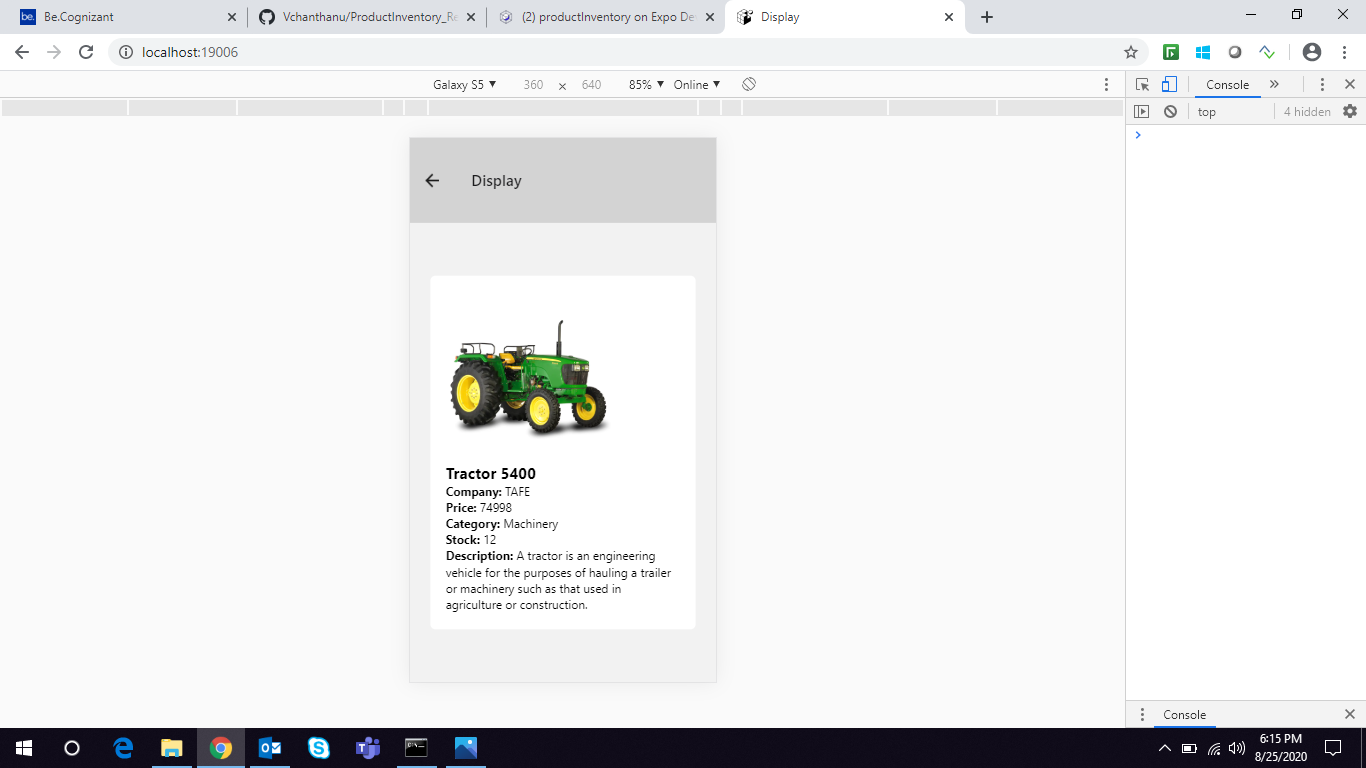 be. Be.Cognizant
Vchanthanu/ProductInventory_Re
(2) productInventory on Expo De
Display
localhost:19006
Galaxy S5 360 × 640 85% Online
Console
top
4 hidden
Display
Tractor 5400
Company: TAFE
Price: 74998
Category: Machinery
Stock: 12
Description: A tractor is an engineering
vehicle for the purposes of hauling a trailer
or machinery such as that used in
agriculture or construction.
Console
6:15 PM
8/25/2020